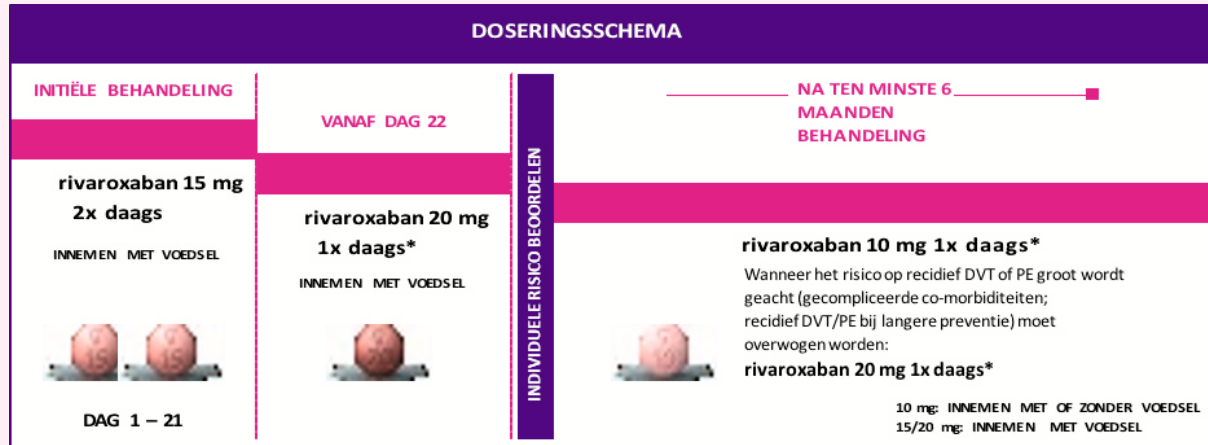 DOSERINGSSCHEMA
INITIËLE BEHANDELING
rivaroxaban 15 mg
2x daags
INNEMEN MET VOEDSEL
15
15
DAG 1 – 21
VANAF DAG 22
rivaroxaban 20 mg
1x daags*
INNEMEN MET VOEDSEL
20
INDIVIDUELE RISICO BEOORDELEN
NA TEN MINSTE 6
MAANDEN
BEHANDELING
rivaroxaban 10 mg 1x daags*
Wanneer het risico op recidief DVT of PE groot wordt
geacht (gecompliceerde co-morbiditeiten;
recidief DVT/PE bij langere preventie) moet
overwogen worden:
rivaroxaban 20 mg 1x daags*
10 mg: INNEMEN MET OF ZONDER VOEDSEL
15/20 mg: INNEMEN MET VOEDSEL